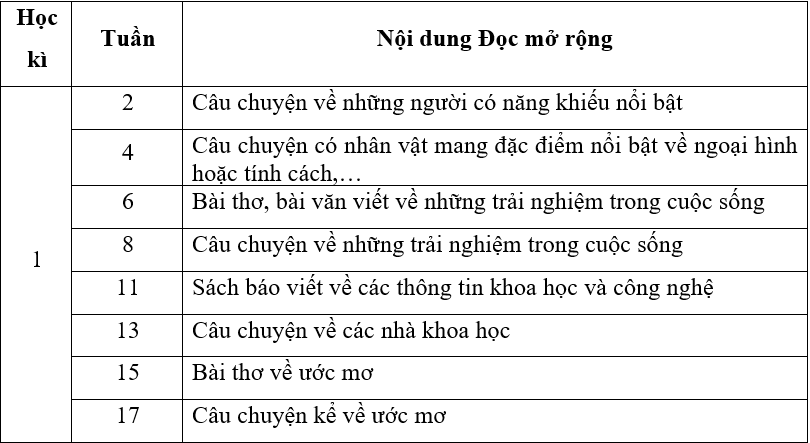 Học kì Tuần Nội dung Đọc mở rộng
1
2 Câu chuyện về những người có năng khiếu nổi bật
4 Câu chuyện có nhân vật mang đặc điểm nổi bật về ngoại hình
hoặc tính cách,…
6 Bài thơ, bài văn viết về những trải nghiệm trong cuộc sống
8 Câu chuyện về những trải nghiệm trong cuộc sống
11 Sách báo viết về các thông tin khoa học và công nghệ
13 Câu chuyện về các nhà khoa học
15 Bài thơ về ước mơ
17 Câu chuyện kể về ước mơ